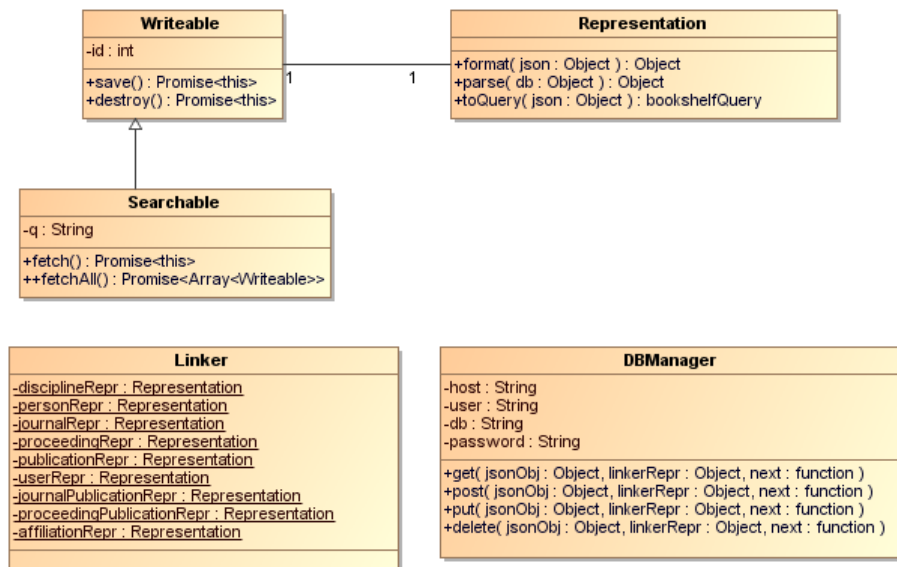 Writeable
-id : int
+save() : Promise<this>
+destroy() : Promise<this>
1
1
Representation
+format( json : Object ) : Object
+parse( db : Object ) : Object
+toQuery( json : Object ) : bookshelfQuery
Searchable
-q : String
+fetch() : Promise<this>
++fetchAll() : Promise<Array<Writeable>>
Linker
-disciplineRepr : Representation
-personRepr : Representation
-journalRepr : Representation
-proceedingRepr : Representation
-publicationRepr : Representation
-userRepr : Representation
-journalPublicationRepr : Representation
-proceedingPublicationRepr : Representation
-affiliationRepr : Representation
DBManager
-host : String
-user : String
-db : String
-password : String
+get( jsonObj : Object, linkerRepr : Object, next : function )
+post( jsonObj : Object, linkerRepr : Object, next : function )
+put( jsonObj : Object, linkerRepr : Object, next : function )
+delete( jsonObj : Object, linkerRepr : Object, next : function )